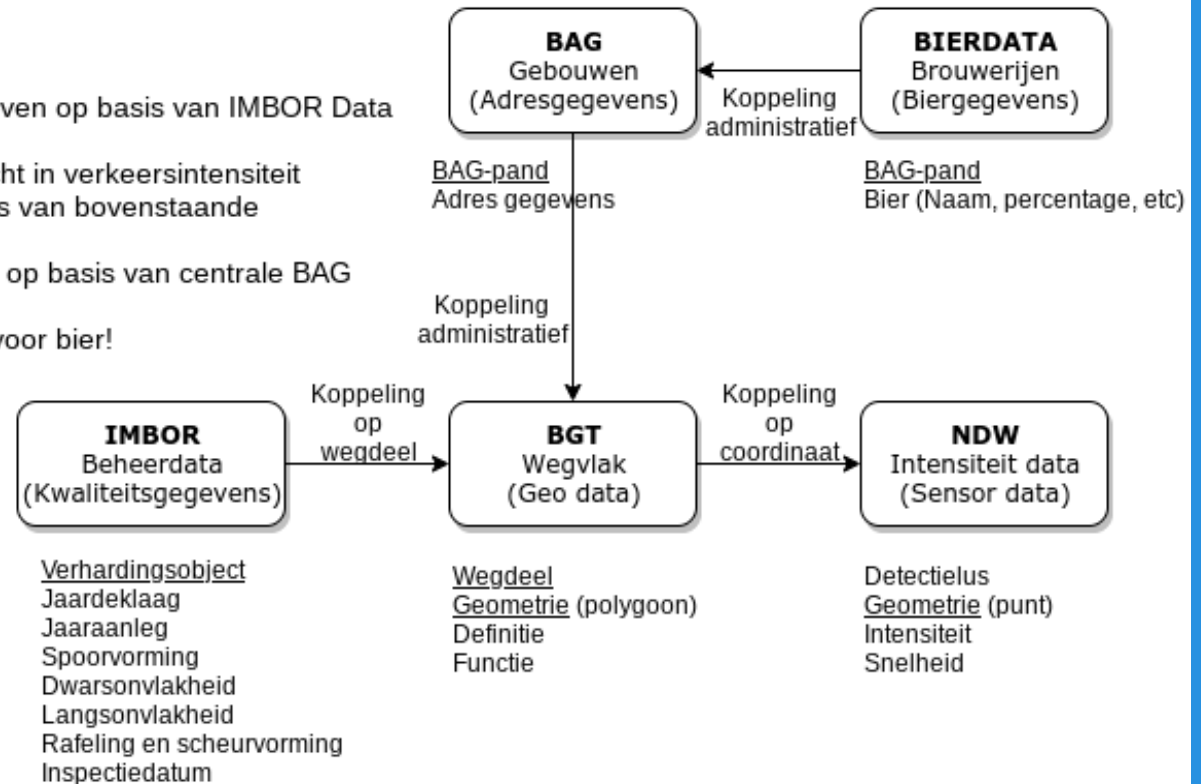 BAG
Gebouwen
(Adresgegevens)
BIERDATA
Brouwerijen
(Biergegevens)
Koppeling
administratief
ven op basis van IMBOR Data
ht in verkeersintensiteit
s van bovenstaande
op basis van centrale BAG
voor bier!
BAG-pand
Adres gegevens
BAG-pand
Bier (Naam, percentage, etc)
Koppeling
administratief
IMBOR
Beheerdata
(Kwaliteitsgegevens)
Koppeling
op
wegdeel
BGT
Wegvlak
(Geo data)
Koppeling
op
coordinaat
NDW
Intensiteit data
(Sensor data)
Verhardingsobject
Jaardeklaag
Jaaraanleg
Spoorvorming
Dwarsonvlakheid
Langsonvlakheid
Rafeling en scheurvorming
Inspectiedatum
Wegdeel
Geometrie (polygoon)
Definitie
Functie
Detectielus
Geometrie (punt)
Intensiteit
Snelheid